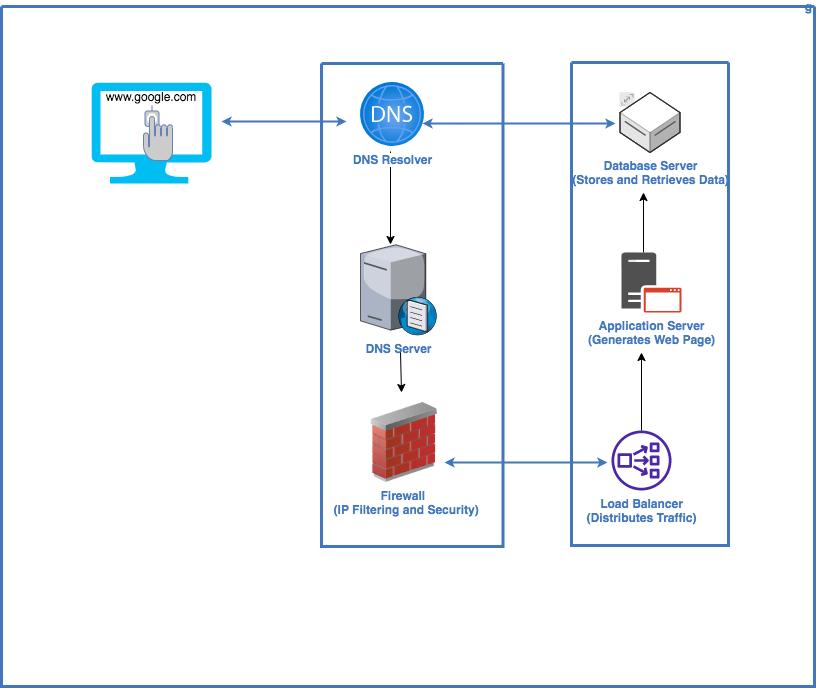 g
www.google.com
DNS
DNS Resolver
Database Server
(Stores and Retrieves Data)
DNS Server
Application Server
(Generates Web Page)
Firewall
(IP Filtering and Security)
Load Balancer
(Distributes Traffic)